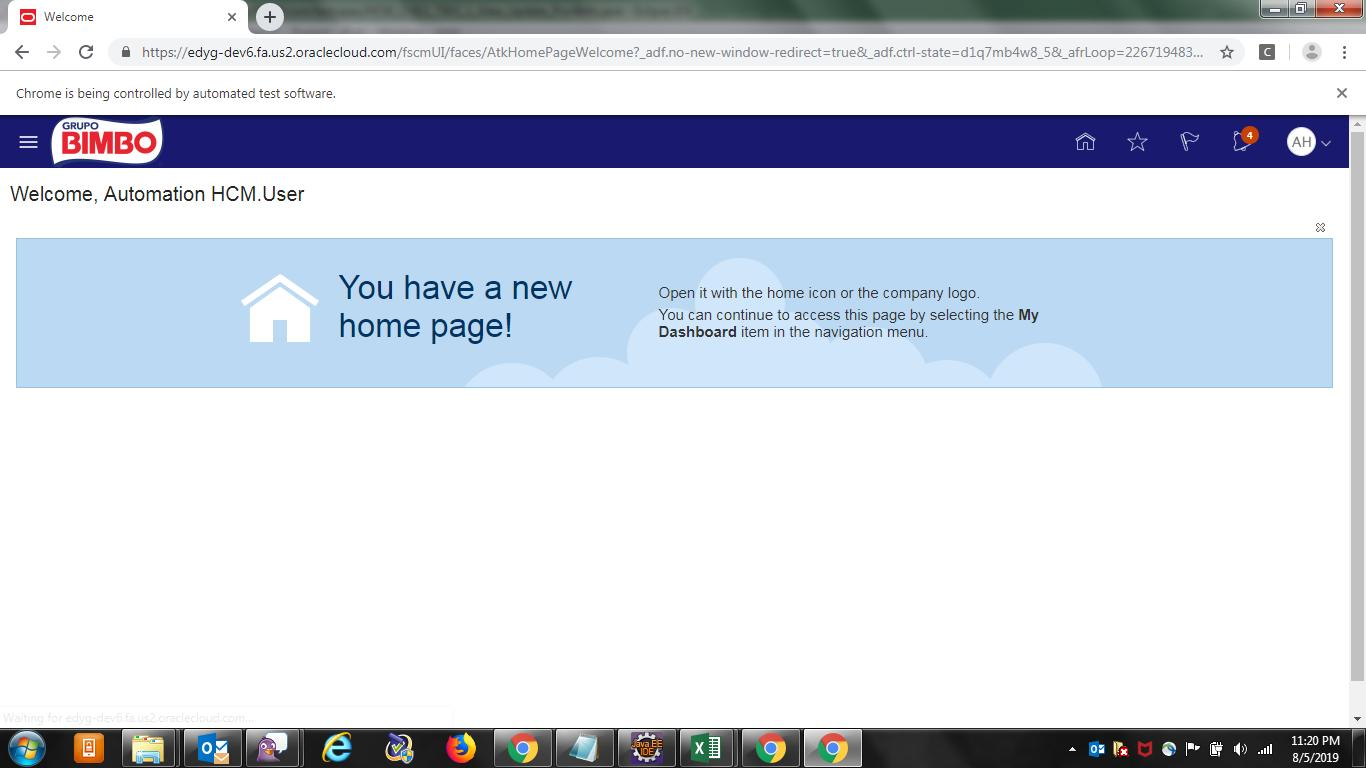 Welcome
https://edyg-dev6.fa.us2.oraclecloud.com/fscmUI/faces/AtkHomePageWelcome?_adf.no-new-window-redirect=true&_adf.ctrl-state=d1q7mb4w8_5&_afrLoop=226719483...
C
Chrome is being controlled by automated test software.
GRUPO
BIMBO
4
AH
Welcome, Automation HCM.User
You have a new
home page!
Open it with the home icon or the company logo.
You can continue to access this page by selecting the My
Dashboard item in the navigation menu.
Waiting for edyg-dev6.fa.us2.oraclecloud.com...
Java EE
IDE
11:20 PM
8/5/2019